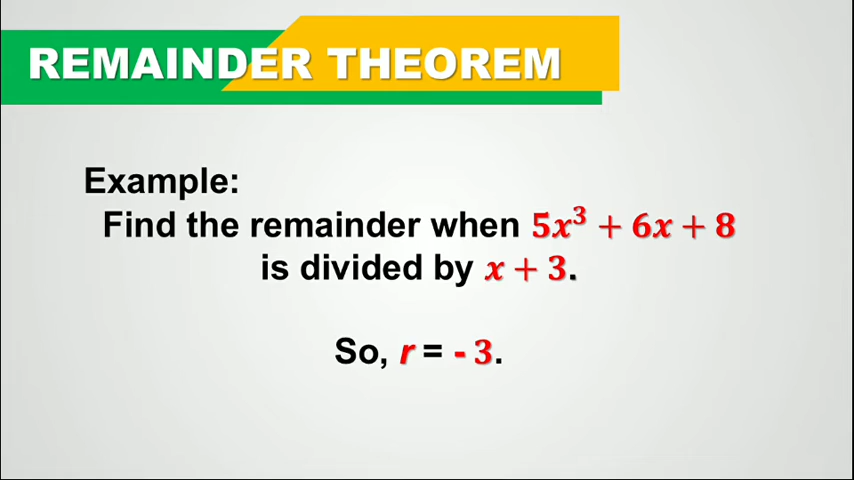 REMAINDER THEOREM
Example:
Find the remainder when 5x³ + 6x + 8
is divided by x + 3.
So, r = - 3.